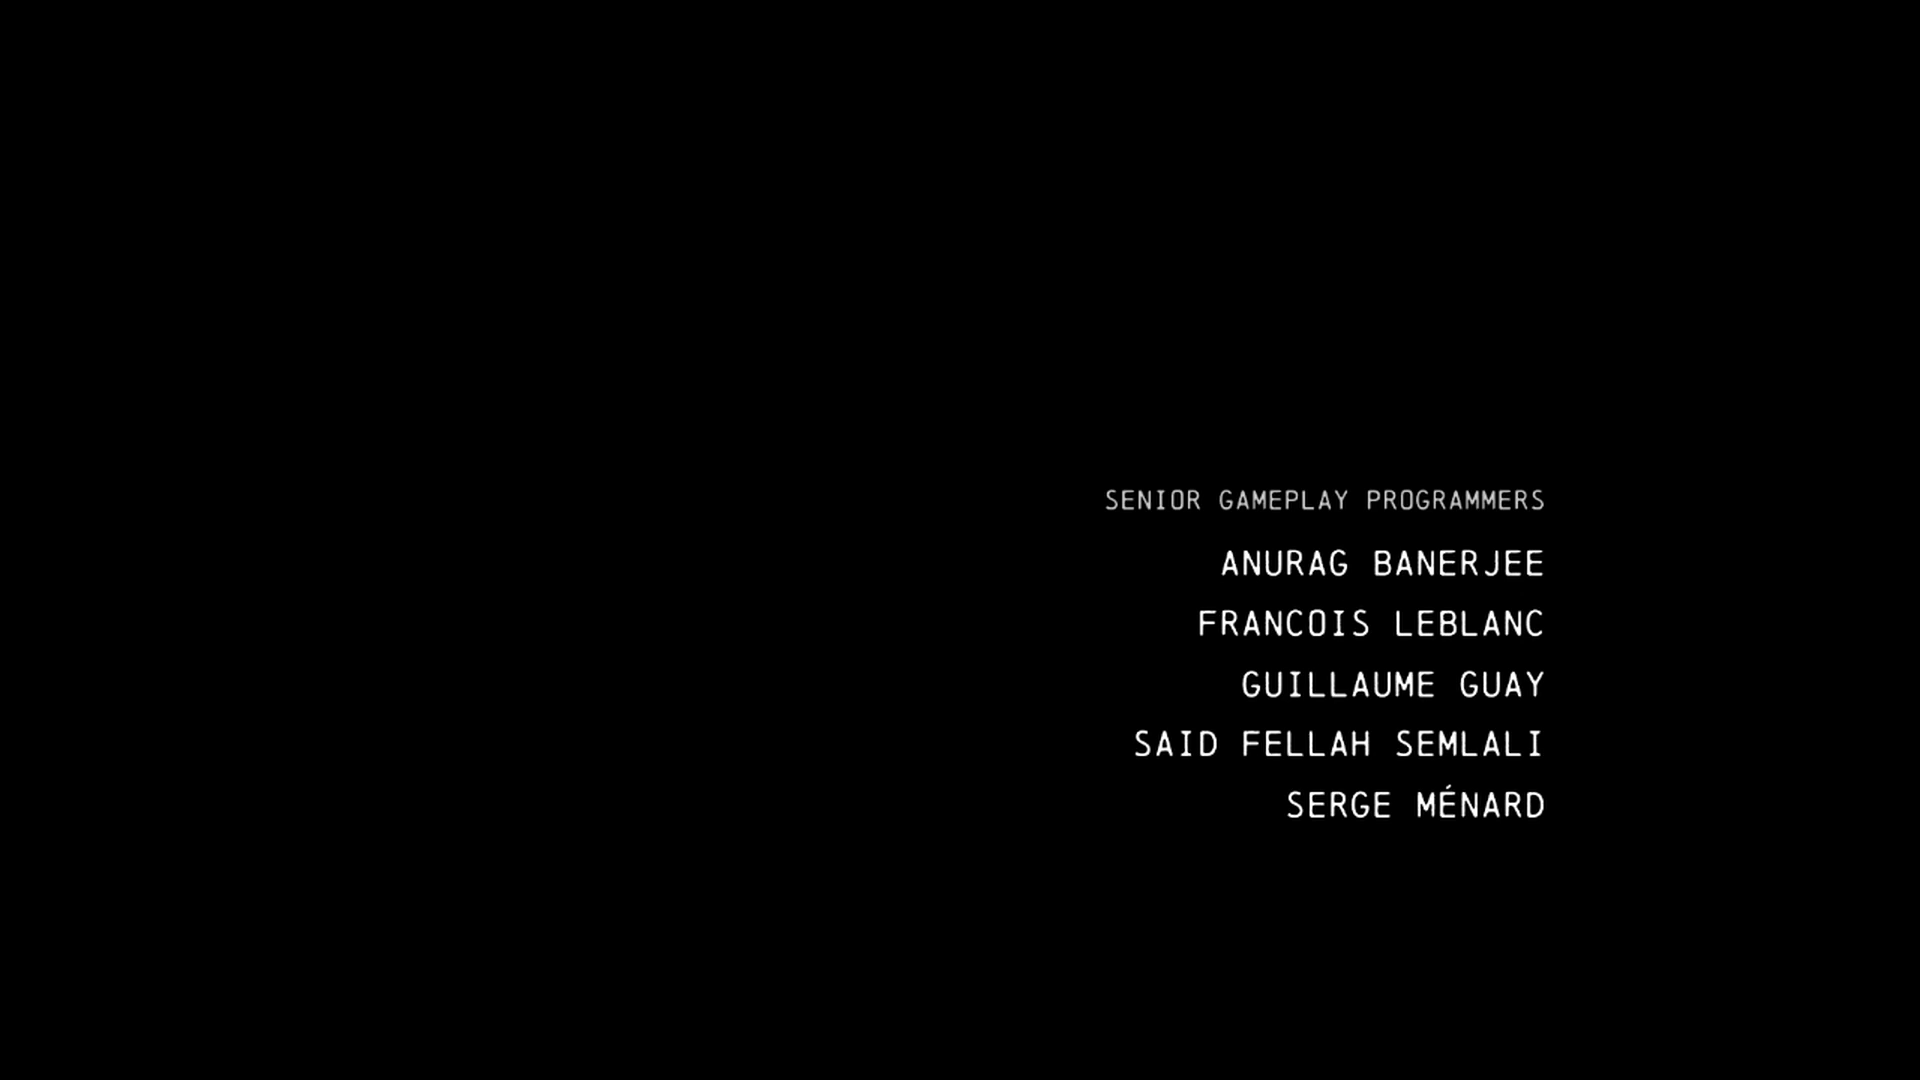 SENIOR GAMEPLAY PROGRAMMERS
ANURAG BANERJEE
FRANCOIS LEBLANC
GUILLAUME GUAY
SAID FELLAH SEMLALI
SERGE MÉNARD